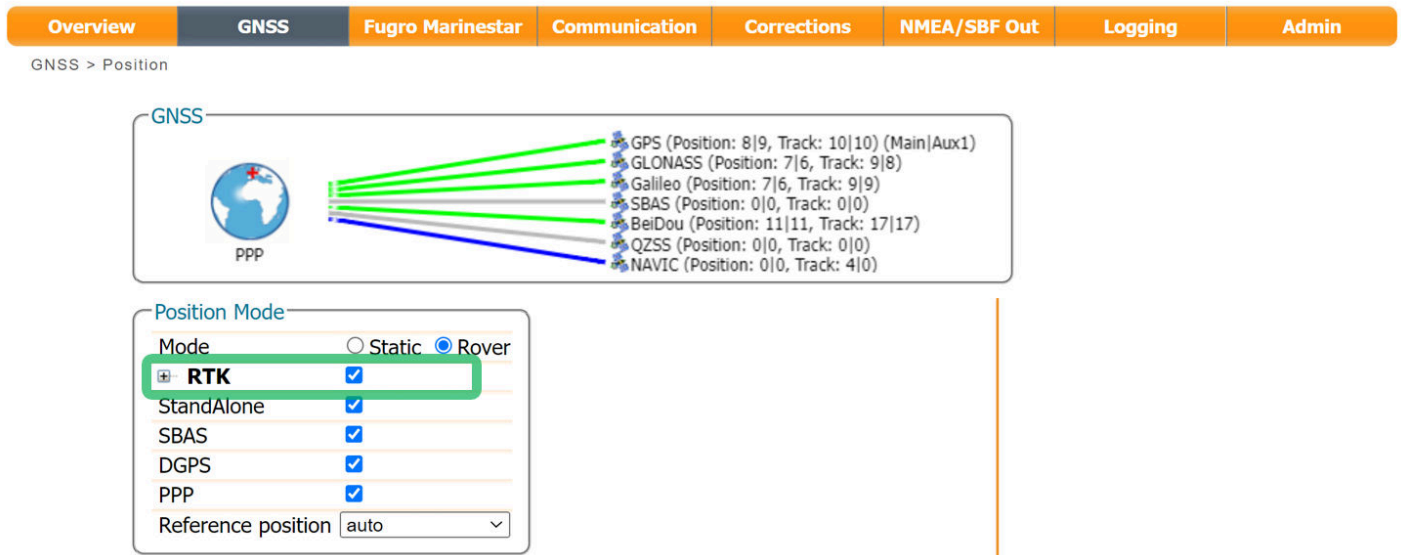 Overview GNSS Fugro Marinestar Communication Corrections NMEA/SBF Out Logging Admin
GNSS > Position
GNSS
GPS (Position: 8|9, Track: 10|10) (Main|Aux1)
GLONASS (Position: 7|6, Track: 9|8)
Galileo (Position: 7|6, Track: 9|9)
SBAS (Position: 0|0, Track: 0|0)
BeiDou (Position: 11|11, Track: 17|17)
QZSS (Position: 0|0, Track: 0|0)
NAVIC (Position: 0|0, Track: 4|0)
PPP
Position Mode
Mode Static Rover
RTK
StandAlone
SBAS
DGPS
PPP
Reference position auto